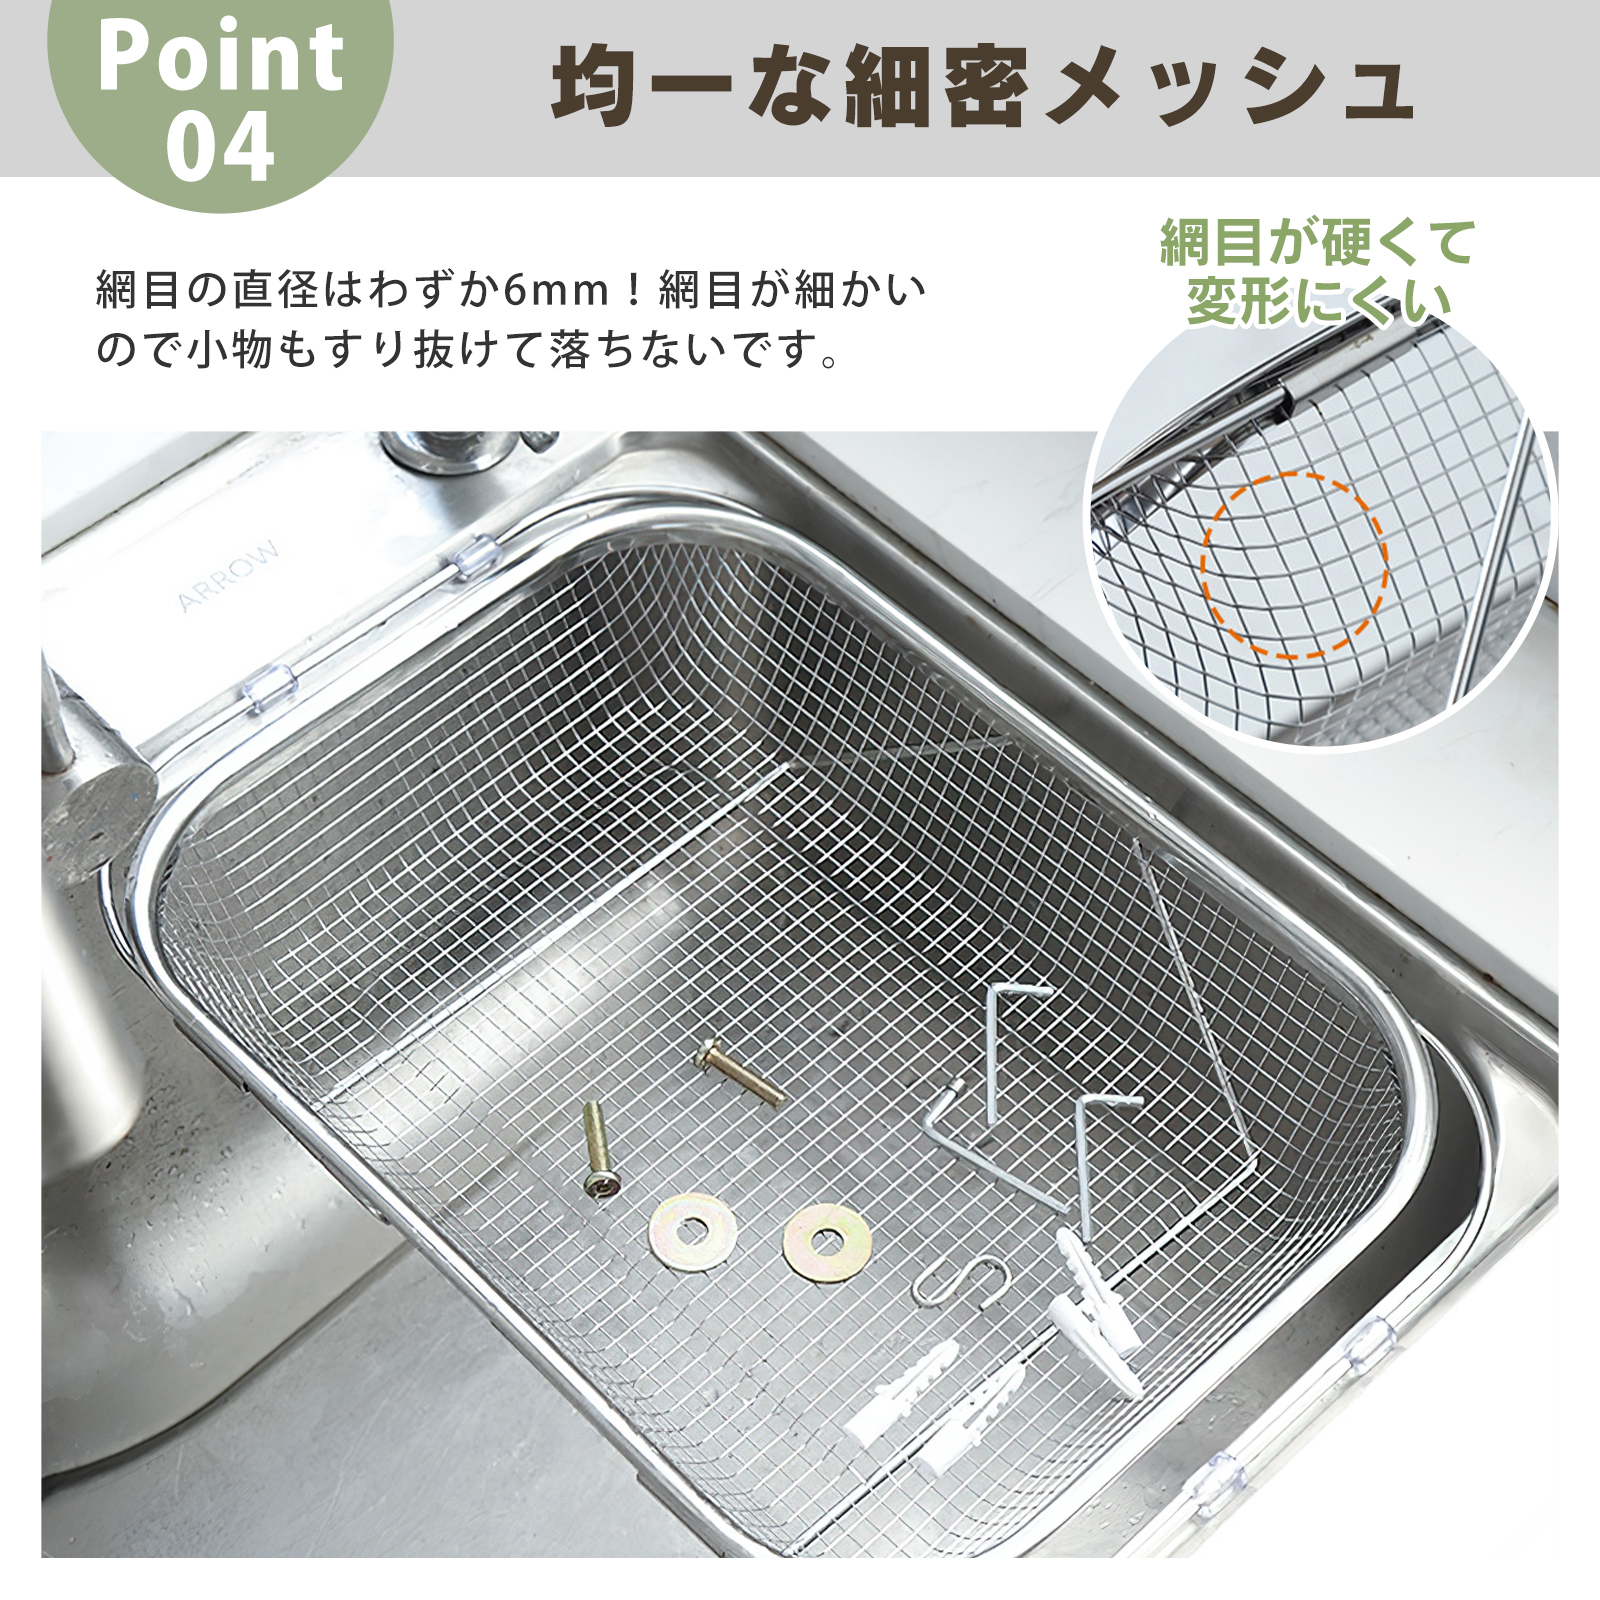 Point
04
均一な細密メッシュ
網目の直径はわずか6mm！網目が細かい
ので小物もすり抜けて落ちないです。
網目が硬くて
変形にくい
ARROW